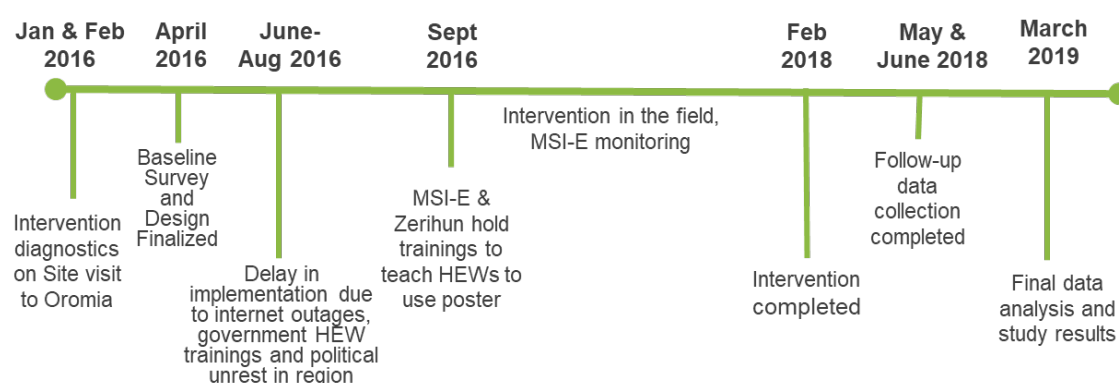 Jan & Feb
2016
April
2016
June-
Aug 2016
Sept
2016
Feb
2018
May &
June 2018
March
2019
Intervention
diagnostics
on Site visit
to Oromia
Baseline
Survey
and
Design
Finalized
Delay in
implementation due
to internet outages,
government HEW
trainings and political
unrest in region
MSI-E &
Zerihun hold
trainings to
teach HEWs to
use poster
Intervention in the field,
MSI-E monitoring
Intervention
completed
Follow-up
data
collection
completed
Final data
analysis and
study results